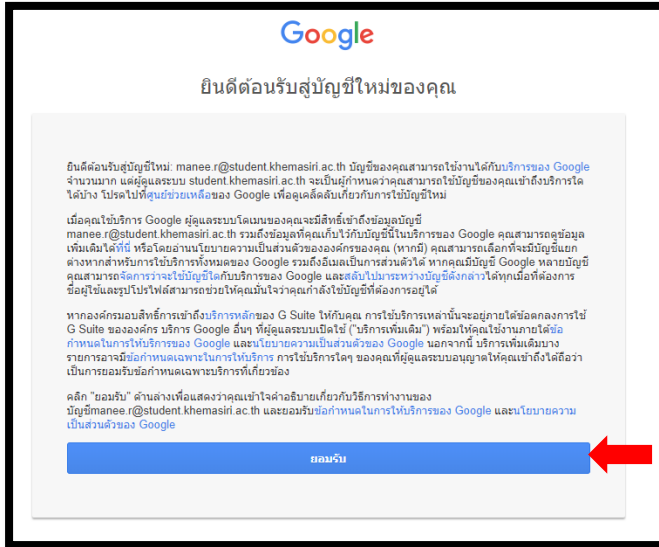 Google
ยินดีต้อนรับสู่บัญชีใหม่ของคุณ
ยินดีต้อนรับสู่บัญชีใหม่: manee.r@student.khemasiri.ac.th บัญชีของคุณสามารถใช้งานได้กับบริการของ Google
จำนวนมาก แต่ผู้ดูแลระบบ student.khemasiri.ac.th จะเป็นผู้กำหนดว่าคุณสามารถใช้บัญชีของคุณเข้าถึงบริการใด
ได้บ้าง โปรดไปที่ศูนย์ช่วยเหลือของ Google เพื่อดูเคล็ดลับเกี่ยวกับการใช้บัญชีใหม่
เมื่อคุณใช้บริการ Google ผู้ดูแลระบบโดเมนของคุณจะมีสิทธิ์เข้าถึงข้อมูลบัญชี
manee.r@student.khemasiri.ac.th รวมถึงข้อมูลที่คุณเก็บไว้กับบัญชีนี้ในบริการของ Google คุณสามารถดูข้อมูล
เพิ่มเติมได้ที่นี่ หรือโดยอ่านนโยบายความเป็นส่วนตัวขององค์กรของคุณ (หากมี) คุณสามารถเลือกที่จะมีบัญชีแยก
ต่างหากสำหรับการใช้บริการทั้งหมดของ Google รวมถึงอีเมลเป็นการส่วนตัวได้ หากคุณมีบัญชี Google หลายบัญชี
คุณสามารถจัดการว่าจะใช้บัญชีใดกับบริการของ Google และสลับไปมาระหว่างบัญชีดังกล่าวได้ทุกเมื่อที่ต้องการ
ชื่อผู้ใช้และรูปโปรไฟล์สามารถช่วยให้คุณมั่นใจว่าคุณกำลังใช้บัญชีที่ต้องการอยู่ได้
หากองค์กรมอบสิทธิ์การเข้าถึงบริการหลักของ G Suite ให้กับคุณ การใช้บริการเหล่านั้นจะอยู่ภายใต้ข้อตกลงการใช้
G Suite ขององค์กร บริการ Google อื่นๆ ที่ผู้ดูแลระบบเปิดใช้ ("บริการเพิ่มเติม") พร้อมให้คุณใช้งานภายใต้ข้อ
กำหนดในการให้บริการของ Google และนโยบายความเป็นส่วนตัวของ Google นอกจากนี้ บริการเพิ่มเติมบาง
รายการอาจมีข้อกำหนดเฉพาะในการให้บริการ การใช้บริการใดๆ ของคุณที่ผู้ดูแลระบบอนุญาตให้คุณเข้าถึงได้ถือว่า
เป็นการยอมรับข้อกำหนดเฉพาะบริการที่เกี่ยวข้อง
คลิก "ยอมรับ" ด้านล่างเพื่อแสดงว่าคุณเข้าใจคำอธิบายเกี่ยวกับวิธีการทำงานของ
บัญชีmanee.r@student.khemasiri.ac.th และยอมรับข้อกำหนดในการให้บริการของ Google และนโยบายความ
เป็นส่วนตัวของ Google
ยอมรับ